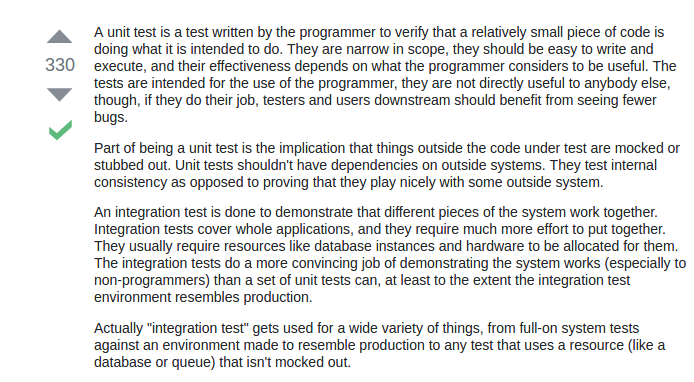 A unit test is a test written by the programmer to verify that a relatively small piece of code is
doing what it is intended to do. They are narrow in scope, they should be easy to write and
330
execute, and their effectiveness depends on what the programmer considers to be useful. The
tests are intended for the use of the programmer, they are not directly useful to anybody else,
though, if they do their job, testers and users downstream should benefit from seeing fewer
bugs.
Part of being a unit test is the implication that things outside the code under test are mocked or
stubbed out. Unit tests shouldn't have dependencies on outside systems. They test internal
consistency as opposed to proving that they play nicely with some outside system.
An integration test is done to demonstrate that different pieces of the system work together.
Integration tests cover whole applications, and they require much more effort to put together.
They usually require resources like database instances and hardware to be allocated for them.
The integration tests do a more convincing job of demonstrating the system works (especially to
non-programmers) than a set of unit tests can, at least to the extent the integration test
environment resembles production.
Actually "integration test" gets used for a wide variety of things, from full-on system tests
against an environment made to resemble production to any test that uses a resource (like a
database or queue) that isn't mocked out.